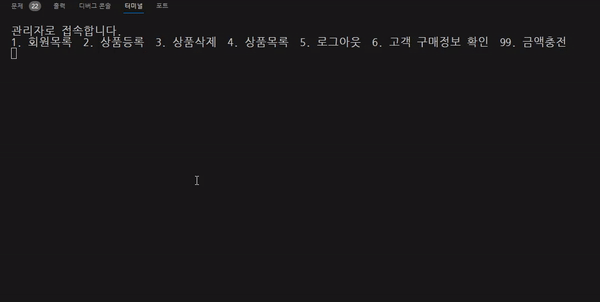 문제 22 출력 디버그 콘솔 터미널 포트
관리자로 접속합니다.
1. 회원목록 2. 상품등록 3. 상품삭제 4. 상품목록 5. 로그아웃 6. 고객 구매정보 확인 99. 금액충전